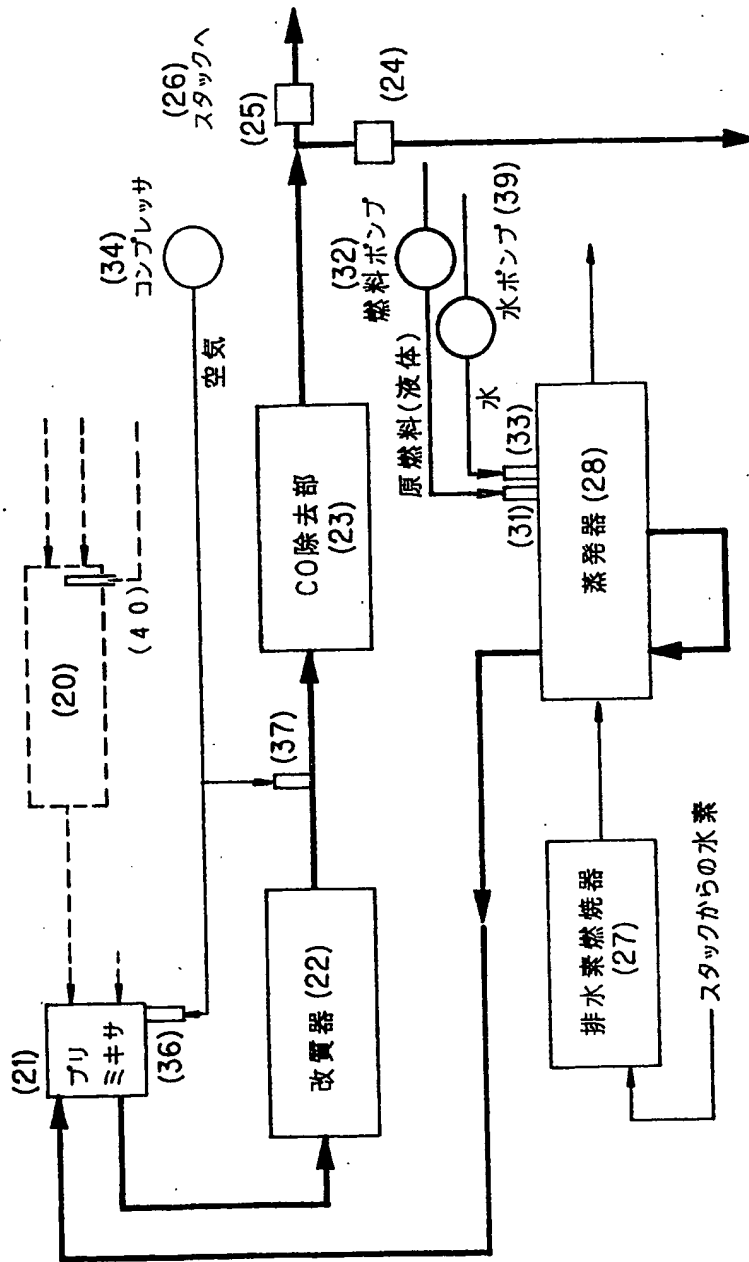 (20)
(40)
(21)
プリ
ミキサ
(36)
空気
(34)
コンプレッサ
(26)
スタックへ
(25)
(24)
改質器(22)
(37)
CO除去部
(23)
(32)
燃料ポンプ
水ポンプ(39)
原燃料(液体)
水
(31)
(33)
蒸発器(28)
排水素燃焼器
(27)
スタックからの水素